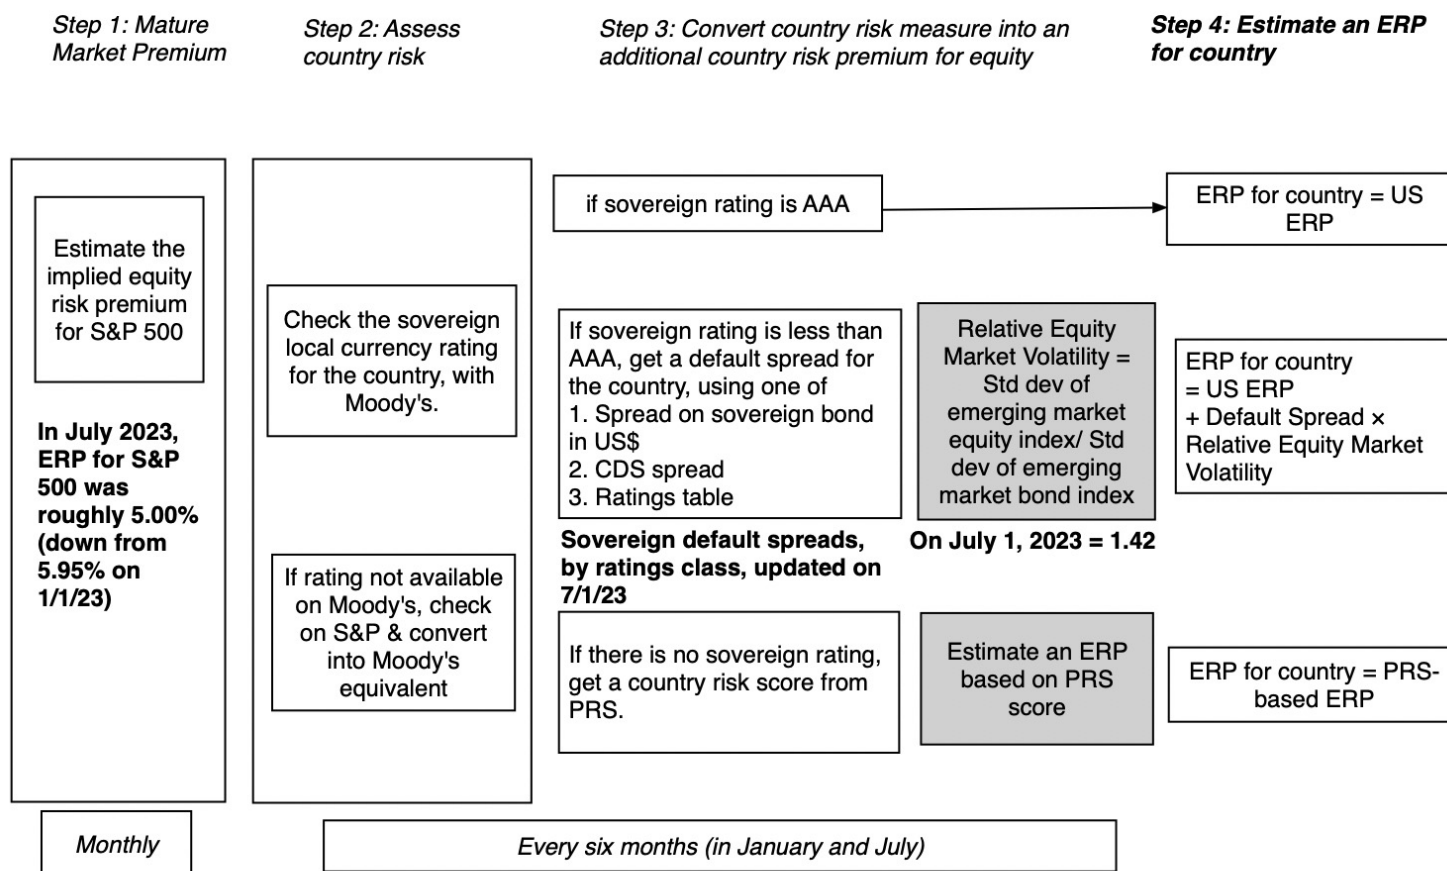 Step 1: Mature
Market Premium
Step 2: Assess
country risk
Step 3: Convert country risk measure into an
additional country risk premium for equity
Step 4: Estimate an ERP
for country
Estimate the
implied equity
risk premium
for S&P 500
In July 2023,
ERP for S&P
500 was
roughly 5.00%
(down from
5.95% on
1/1/23)
Monthly
Check the sovereign
local currency rating
for the country, with
Moody's.
If rating not available
on Moody's, check
on S&P & convert
into Moody's
equivalent
if sovereign rating is AAA
ERP for country = US
ERP
If sovereign rating is less than
AAA, get a default spread for
the country, using one of
1. Spread on sovereign bond
in US$
2. CDS spread
3. Ratings table
Sovereign default spreads,
by ratings class, updated on
7/1/23
Relative Equity
Market Volatility =
Std dev of
emerging market
equity index/ Std
dev of emerging
market bond index
On July 1, 2023 = 1.42
ERP for country
= US ERP
+ Default Spread ×
Relative Equity Market
Volatility
If there is no sovereign rating,
get a country risk score from
PRS.
Estimate an ERP
based on PRS
score
ERP for country = PRS-
based ERP
Every six months (in January and July)